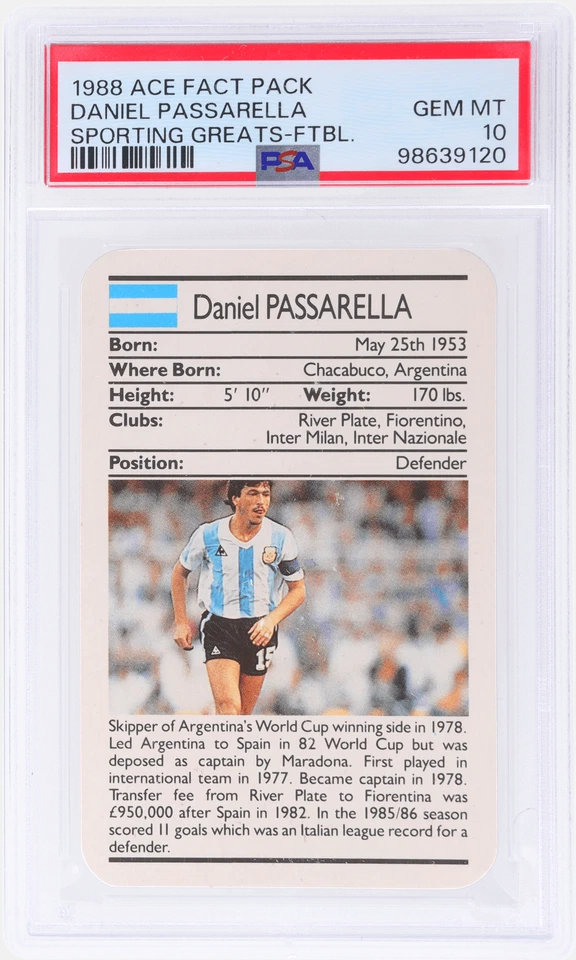 1988 ACE FACT PACK
DANIEL PASSARELLA GEM MT
SPORTING GREATS-FTBL. 10
98639120
PSA
Daniel PASSARELLA
Born: May 25th 1953
Where Born: Chacabuco, Argentina
Height: 5' 10" Weight: 170 lbs.
Clubs: River Plate, Fiorentino,
Inter Milan, Inter Nazionale
Position: Defender
15
Skipper of Argentina's World Cup winning side in 1978.
Led Argentina to Spain in 82 World Cup but was
deposed as captain by Maradona. First played in
international team in 1977. Became captain in 1978.
Transfer fee from River Plate to Fiorentina was
£950,000 after Spain in 1982. In the 1985/86 season
scored 11 goals which was an Italian league record for a
defender.